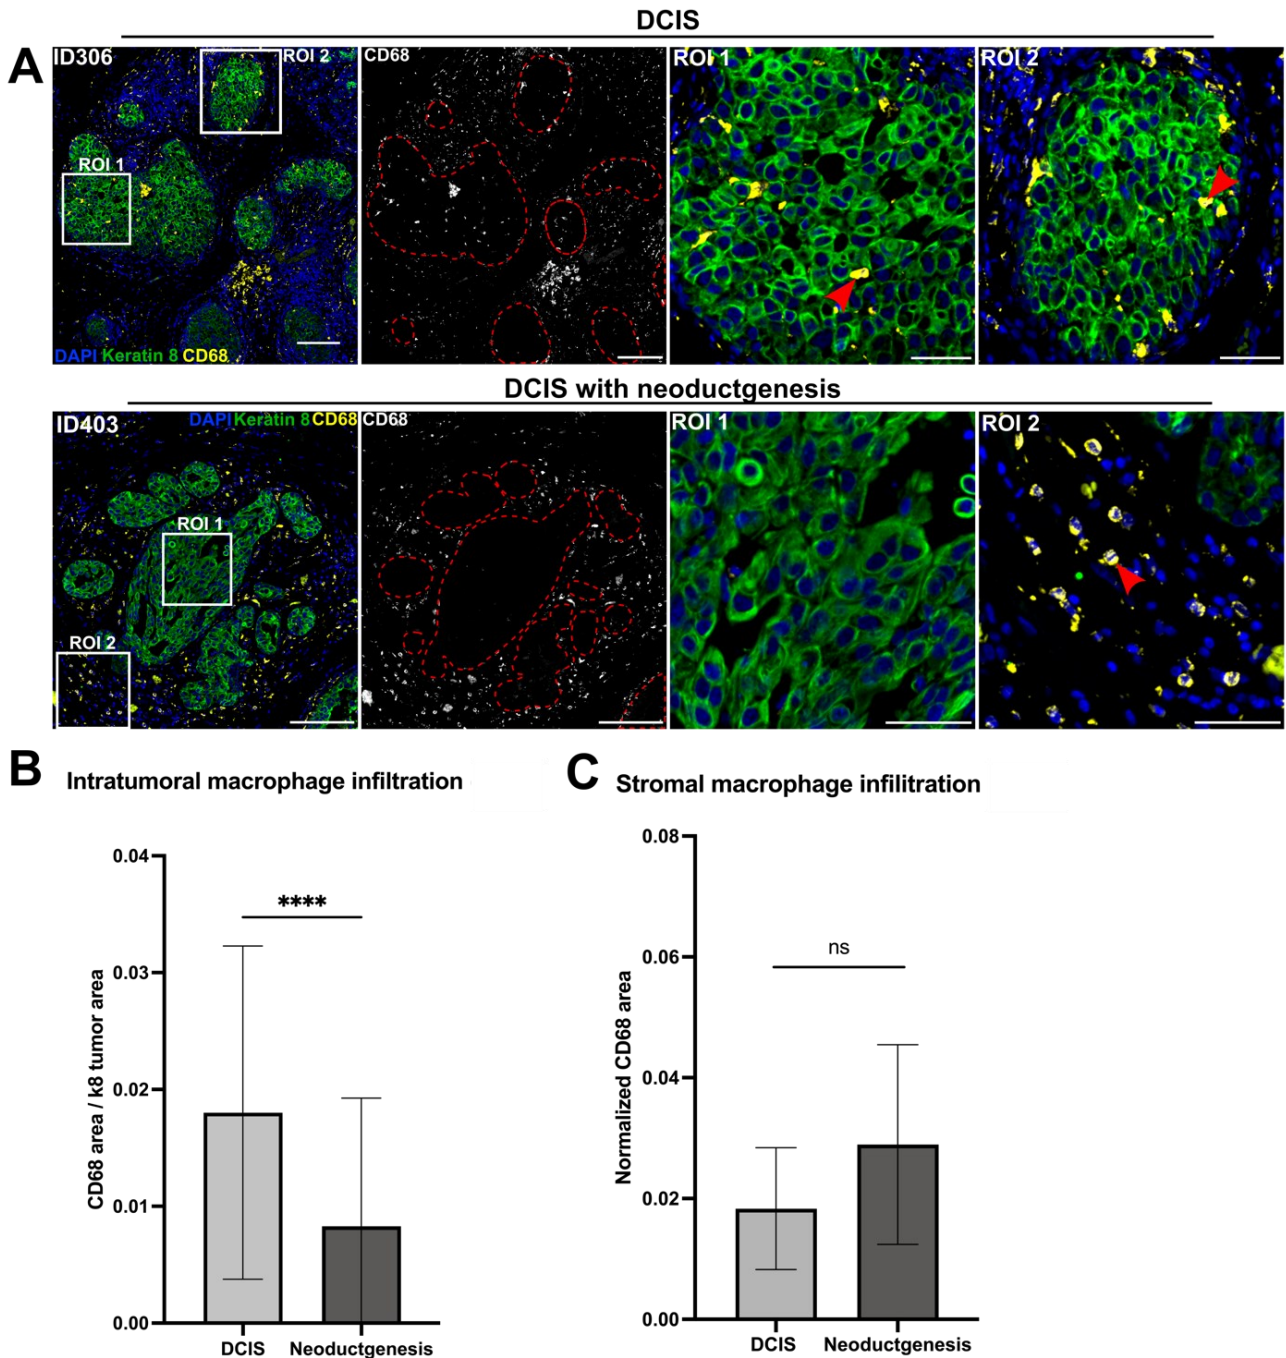 DCIS
A
ID306
ROI 2
CD68
ROI 1
ROI 2
ROI 1
DAPI Keratin 8 CD68
DCIS with neoductgenesis
ID403
DAPI Keratin 8 CD68
CD68
ROI 1
ROI 2
ROI 1
ROI 2
B
Intratumoral macrophage infiltration
C
Stromal macrophage infilitration
CD68 area / k8 tumor area
0.04
0.03
0.02
0.01
0.00
****
DCIS
Neoductgenesis
Normalized CD68 area
0.08
0.06
0.04
0.02
0.00
ns
DCIS
Neoductgenesis